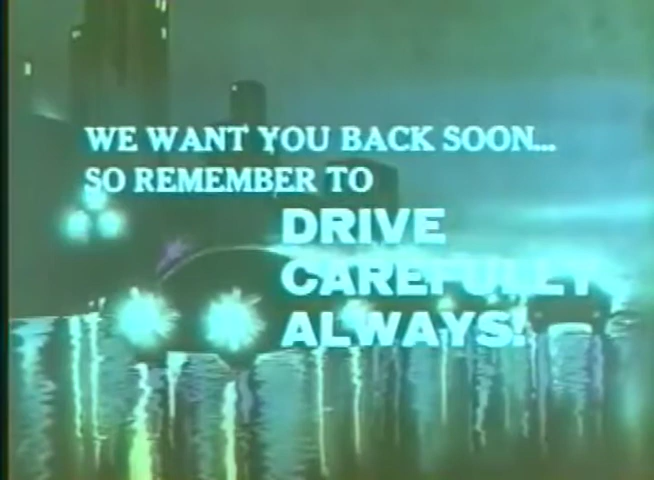 WE WANT YOU BACK SOON...
SO REMEMBER TO
DRIVE
CAREFULLY
ALWAYS!